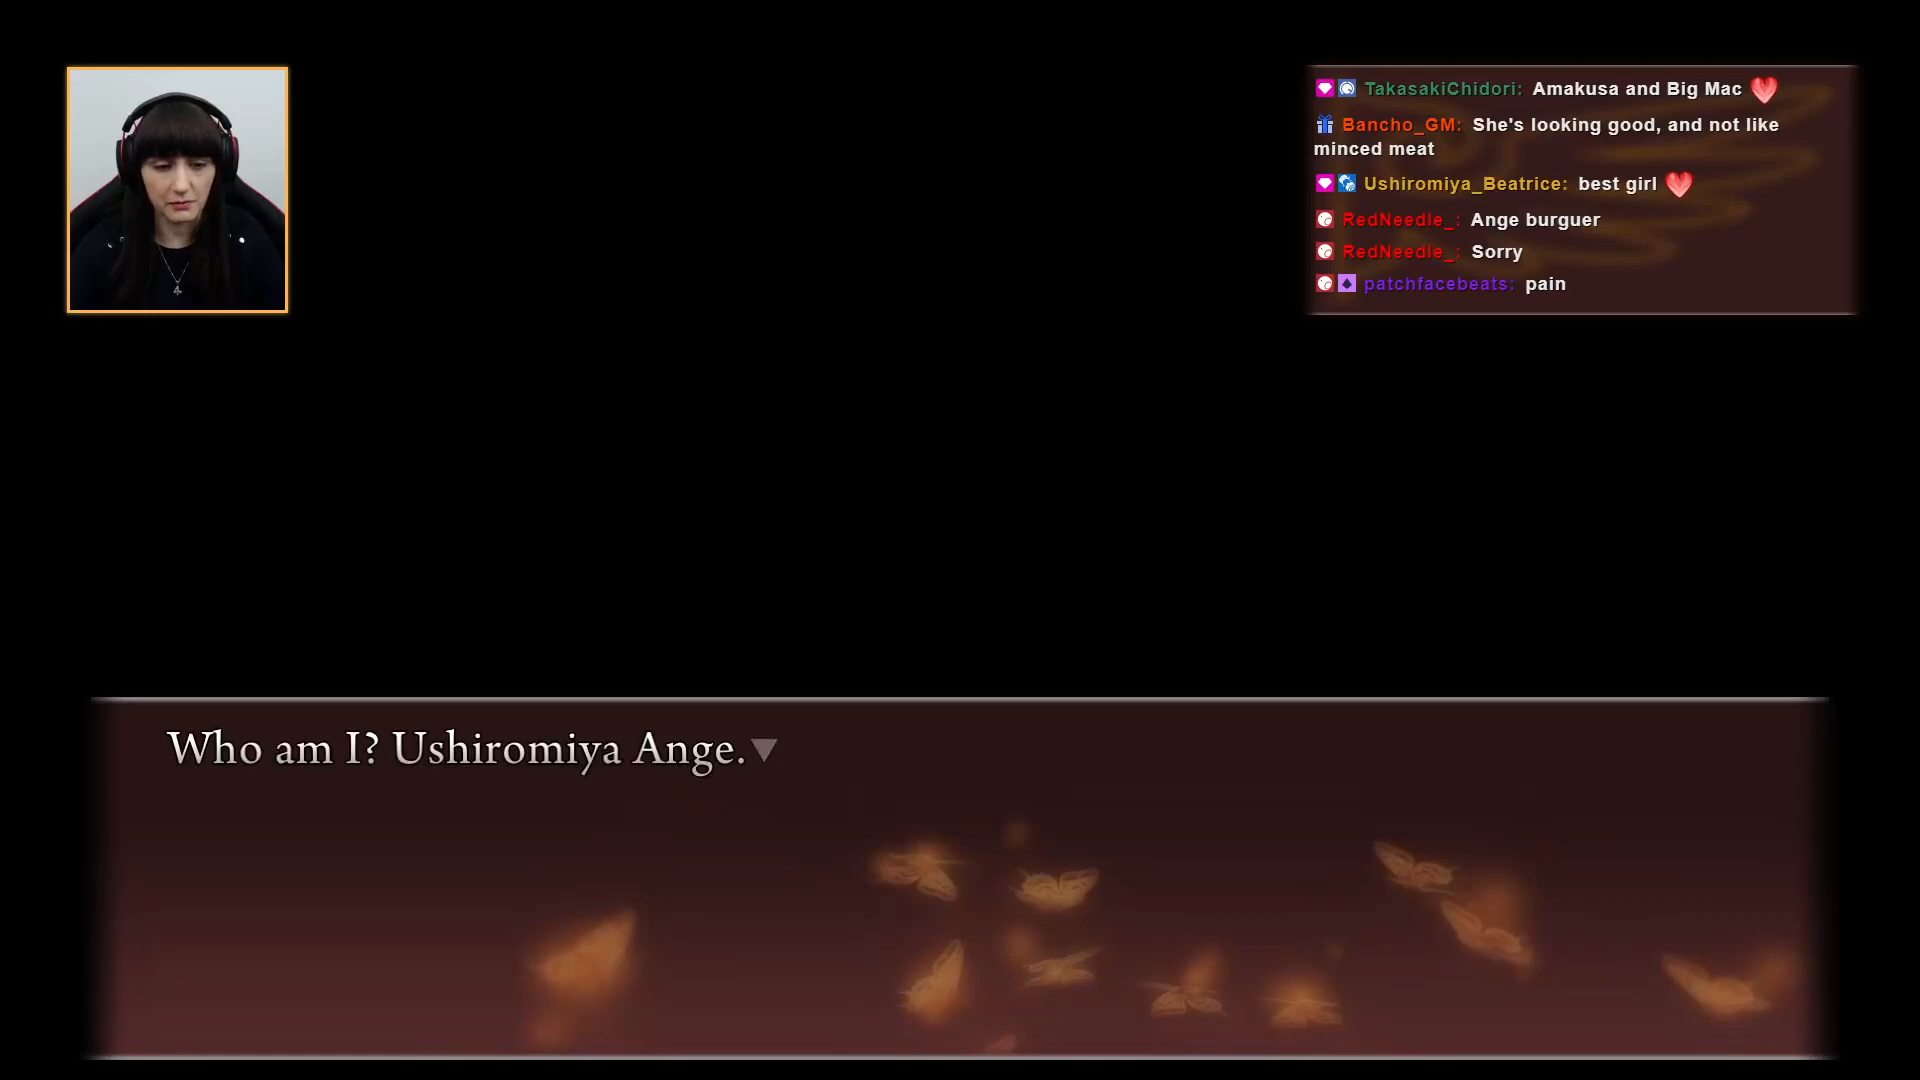 TakasakiChidori: Amakusa and Big Mac
Bancho_GM: She's looking good, and not like
minced meat
Ushiromiya_Beatrice: best girl
RedNeedle_: Ange burguer
RedNeedle_: Sorry
patchfacebeats: pain
Who am I? Ushiromiya Ange.